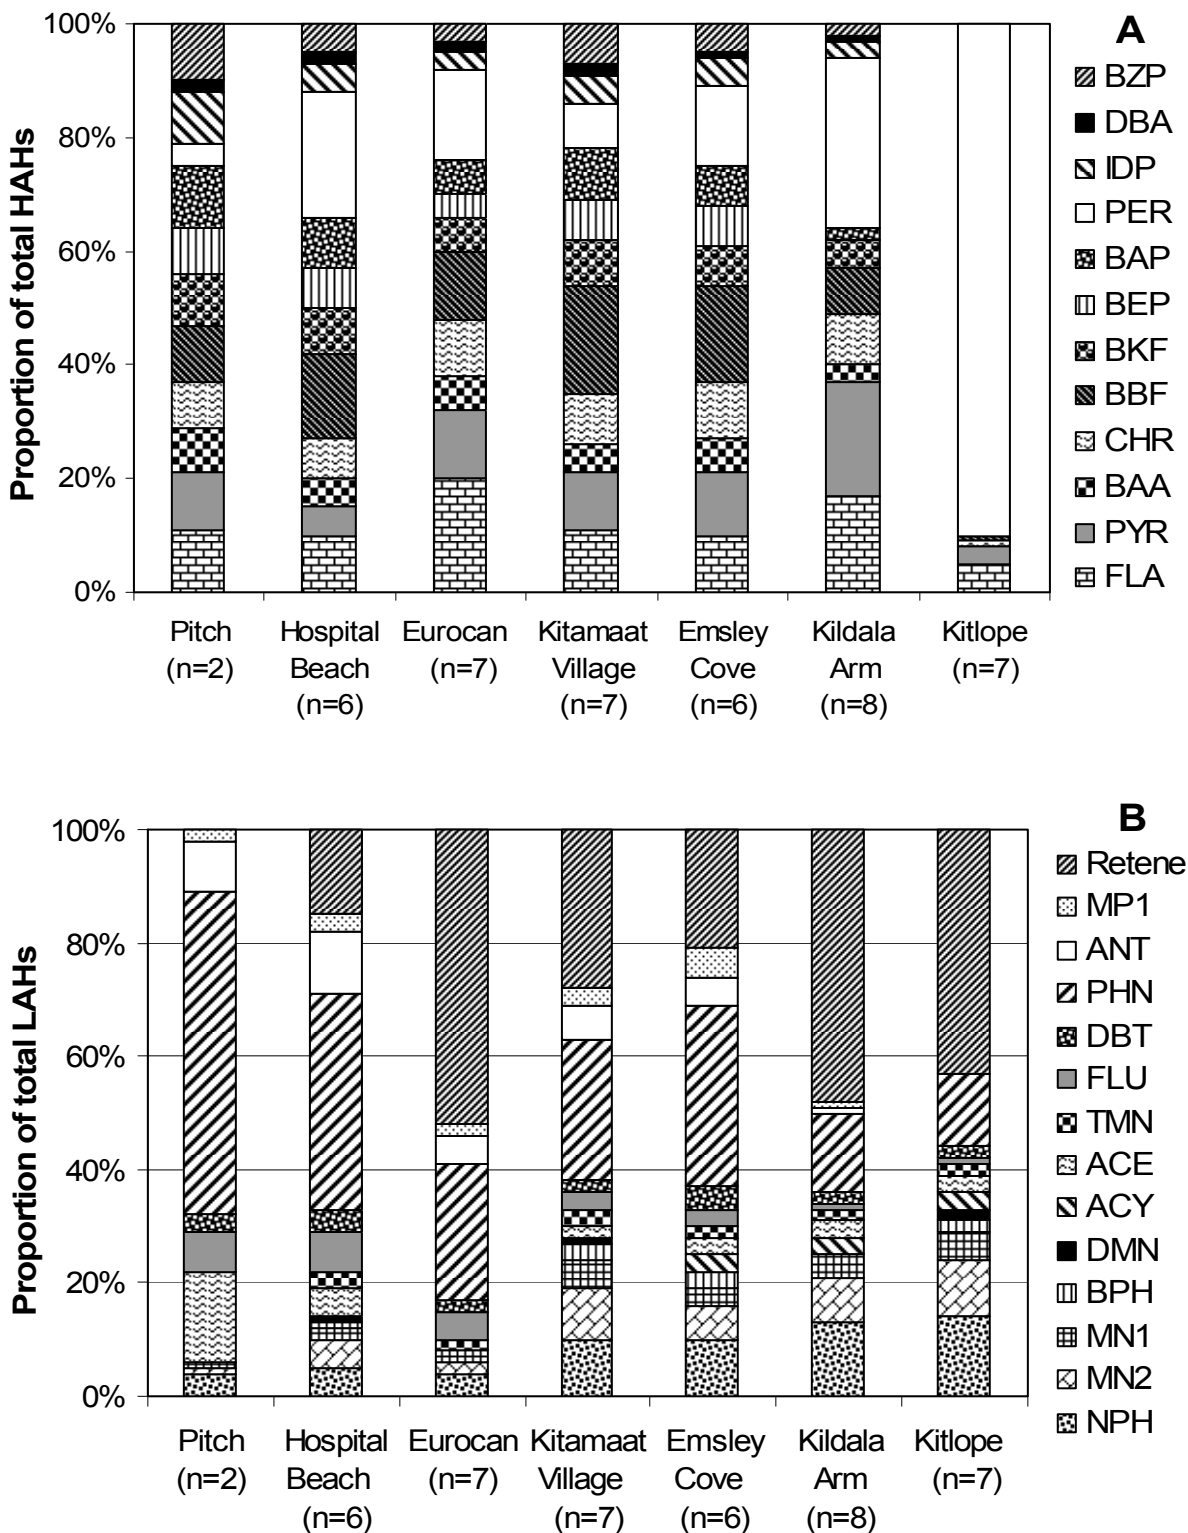 A
Proportion of total HAHs
100%
80%
60%
40%
20%
0%
BZP
DBA
IDP
PER
BAP
BEP
BKF
BBF
CHR
BAA
PYR
FLA
Pitch Hospital Eurocan Kitamaat Emsley Kildala Kitlope
(n=2) Beach (n=7) Village Cove Arm (n=7)
(n=6) (n=7) (n=6) (n=8)
B
Proportion of total LAHs
100%
80%
60%
40%
20%
0%
Retene
MP1
ANT
PHN
DBT
FLU
TMN
ACE
ACY
DMN
BPH
MN1
MN2
NPH
Pitch Hospital Eurocan Kitamaat Emsley Kildala Kitlope
(n=2) Beach (n=7) Village Cove Arm (n=7)
(n=6) (n=7) (n=6) (n=8)